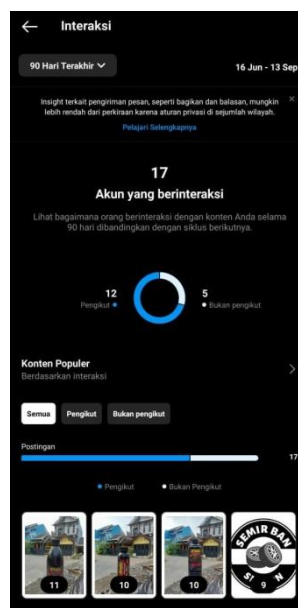 Interaksi
90 Hari Terakhir
16 Jun - 13 Sep
Insight terkait pengiriman pesan, seperti bagikan dan balasan, mungkin
lebih rendah dari perkiraan karena aturan privasi di sejumlah wilayah.
Pelajari Selengkapnya
17
Akun yang berinteraksi
Lihat bagaimana orang berinteraksi dengan konten Anda selama
90 hari dibandingkan dengan siklus berikutnya.
12
Pengikut
5
Bukan pengikut
Konten Populer
Berdasarkan interaksi
Semua
Pengikut
Bukan pengikut
Postingan
17
Pengikut
Bukan Pengikut
SEMIR BAN
11
10
10
9